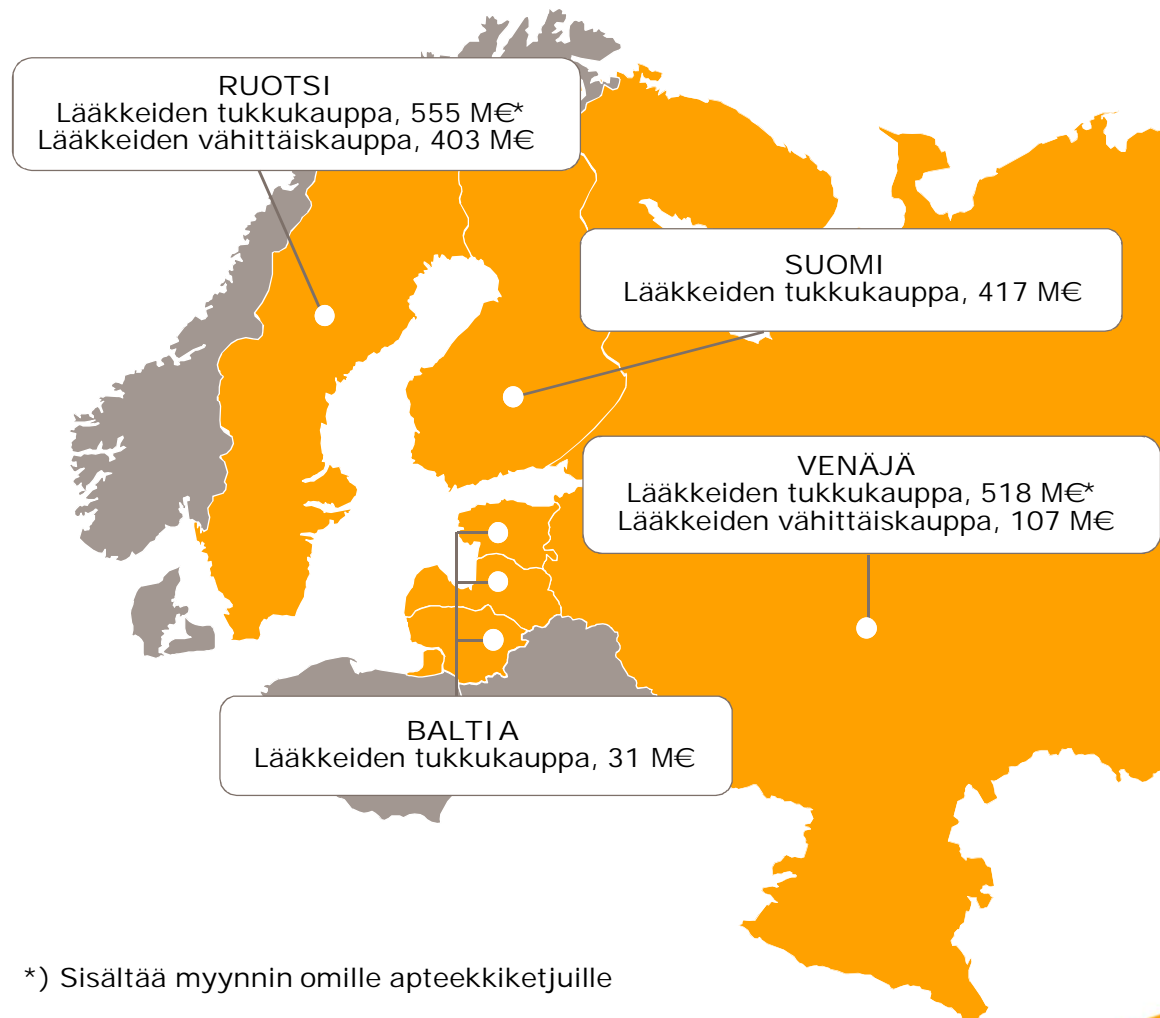 RUOTSI
Lääkkeiden tukkukauppa, 555 M€*
Lääkkeiden vähittäiskauppa, 403 M€
SUOMI
Lääkkeiden tukkukauppa, 417 M€
VENÄJÄ
Lääkkeiden tukkukauppa, 518 M€*
Lääkkeiden vähittäiskauppa, 107 M€
BALTIA
Lääkkeiden tukkukauppa, 31 M€
*) Sisältää myynnin omille apteekkiketjuille